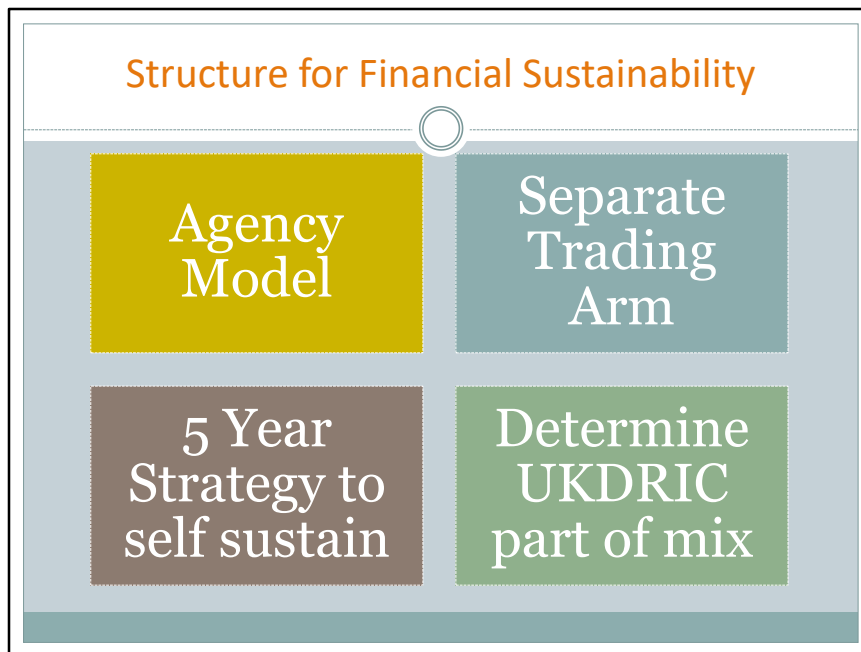 Structure for Financial Sustainability
Agency
Model
Separate
Trading
Arm
5 Year
Strategy to
self sustain
Determine
UKDRIC
part of mix